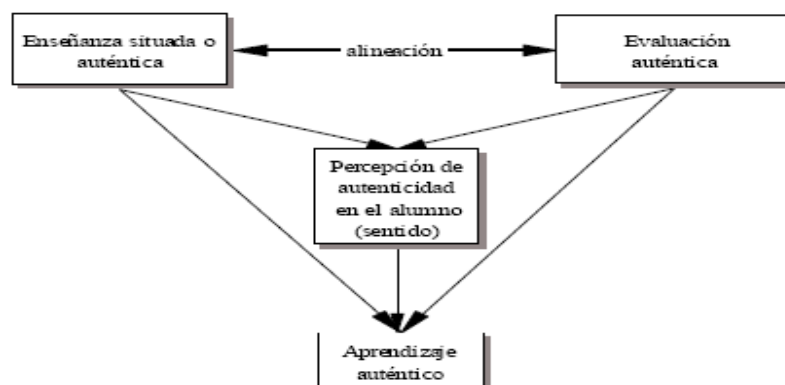 Enseñanza situada o
auténtica
alineación
Evaluación
auténtica
Percepción de
autenticidad
en el alumno
(sentido)
Aprendizaje
auténtico